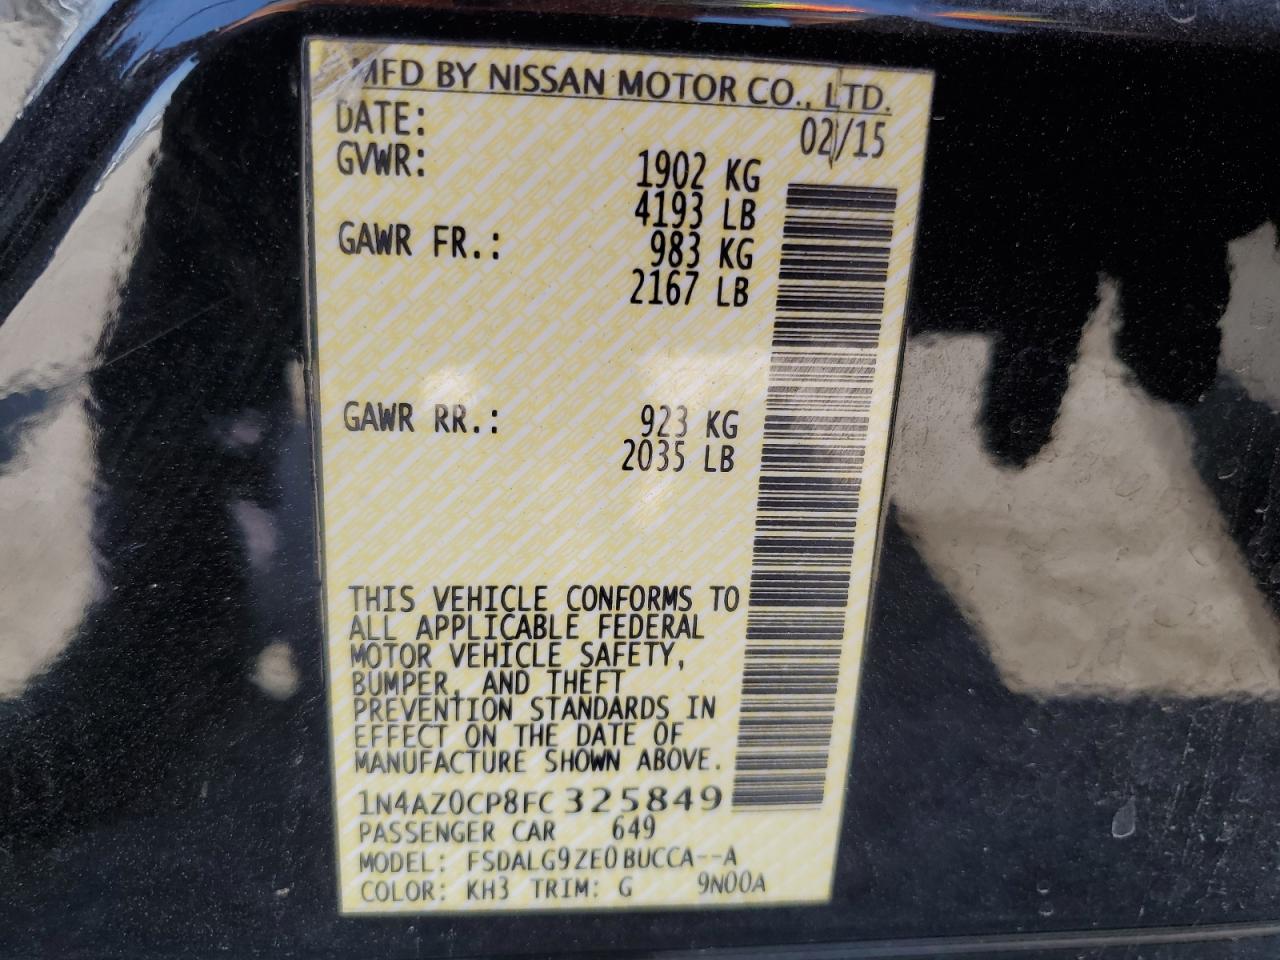 MFD BY NISSAN MOTOR CO., LTD.
DATE: 02/15
GVWR: 1902 KG
4193 LB
GAWR FR.: 983 KG
2167 LB
GAWR RR.: 923 KG
2035 LB
THIS VEHICLE CONFORMS TO
ALL APPLICABLE FEDERAL
MOTOR VEHICLE SAFETY,
BUMPER, AND THEFT
PREVENTION STANDARDS IN
EFFECT ON THE DATE OF
MANUFACTURE SHOWN ABOVE.
1N4AZ0CP8FC325849
PASSENGER CAR 649
MODEL: FSDALG9ZE0BUCCA--A
COLOR: KH3 TRIM: G 9N00A